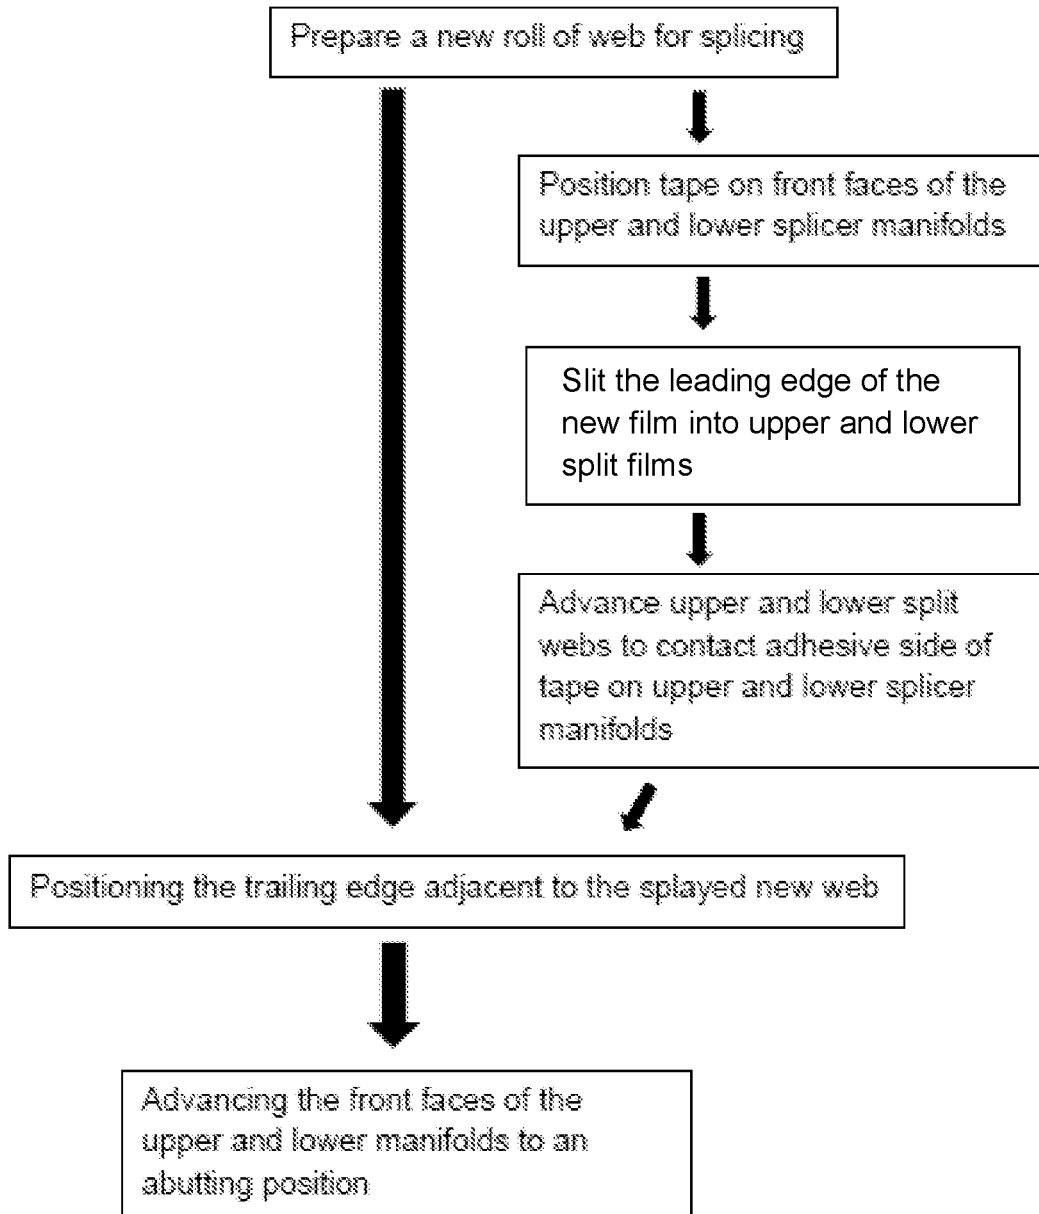 Prepare a new roll of web for splicing
Position tape on front faces of the
upper and lower splicer manifolds
Slit the leading edge of the
new film into upper and lower
split films
Advance upper and lower split
webs to contact adhesive side of
tape on upper and lower splicer
manifolds
Positioning the trailing edge adjacent to the splayed new web
Advancing the front faces of the
upper and lower manifolds to an
abutting position